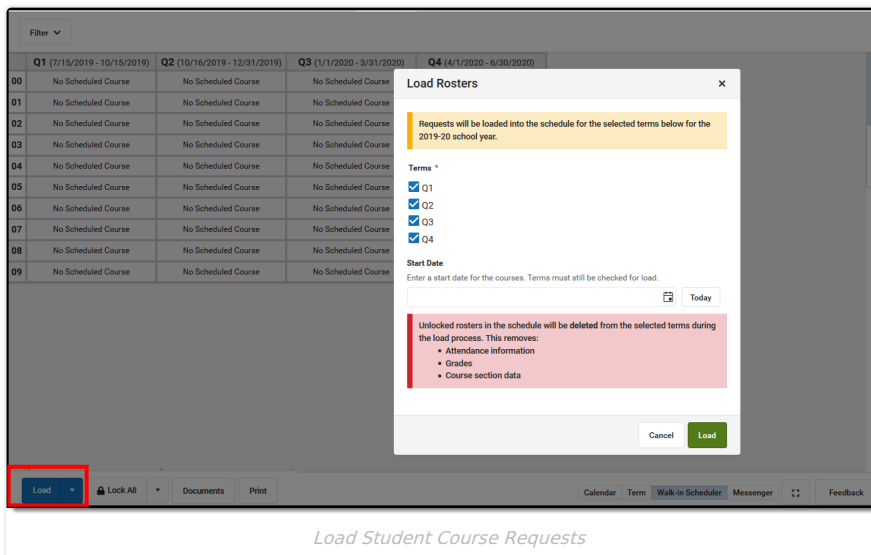 Filter
Q1 (7/15/2019 - 10/15/2019) Q2 (10/16/2019 - 12/31/2019) Q3 (1/1/2020 - 3/31/2020) Q4 (4/1/2020 - 6/30/2020)
00 No Scheduled Course No Scheduled Course No Scheduled Course
01 No Scheduled Course No Scheduled Course No Scheduled Course
02 No Scheduled Course No Scheduled Course No Scheduled Course
03 No Scheduled Course No Scheduled Course No Scheduled Course
04 No Scheduled Course No Scheduled Course No Scheduled Course
05 No Scheduled Course No Scheduled Course No Scheduled Course
06 No Scheduled Course No Scheduled Course No Scheduled Course
07 No Scheduled Course No Scheduled Course No Scheduled Course
08 No Scheduled Course No Scheduled Course No Scheduled Course
09 No Scheduled Course No Scheduled Course No Scheduled Course
Load Rosters
Requests will be loaded into the schedule for the selected terms below for the
2019-20 school year.
Terms *
Q1
Q2
Q3
Q4
Start Date
Enter a start date for the courses. Terms must still be checked for load.
Today
Unlocked rosters in the schedule will be deleted from the selected terms during
the load process. This removes:
• Attendance information
• Grades
• Course section data
Cancel Load
Load Lock All Documents Print Calendar Term Walk-in Scheduler Messenger Feedback
Load Student Course Requests